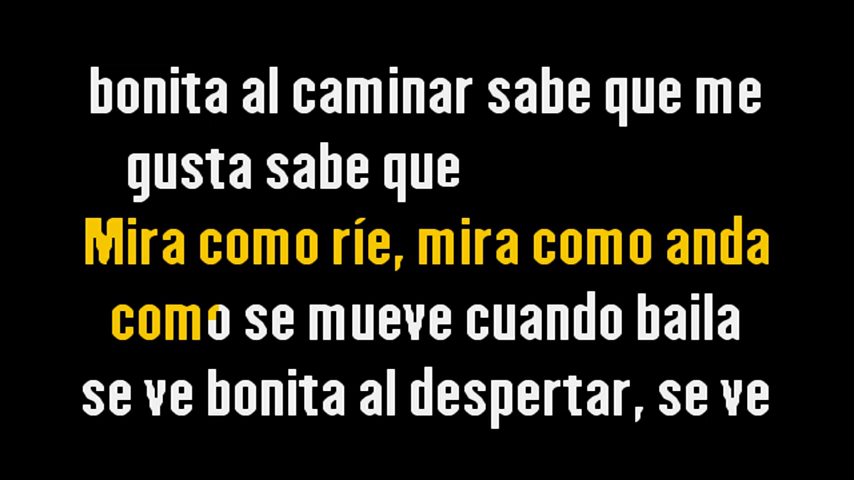 bonita al caminar sabe que me
gusta sabe que
Mira como ríe, mira como anda
como se mueve cuando baila
se ve bonita al despertar, se ve